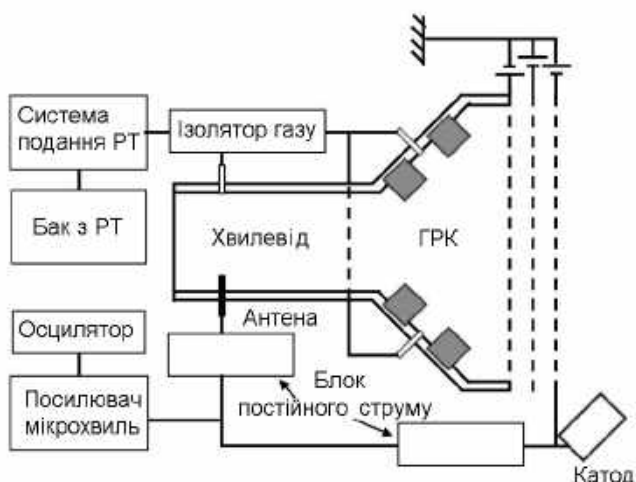 Система
подання РТ
Ізолятор газу
Бак з РТ
Хвилевід
ГРК
Антена
Осцилятор
Посилювач
мікрохвиль
Блок
постійного струму
Катод